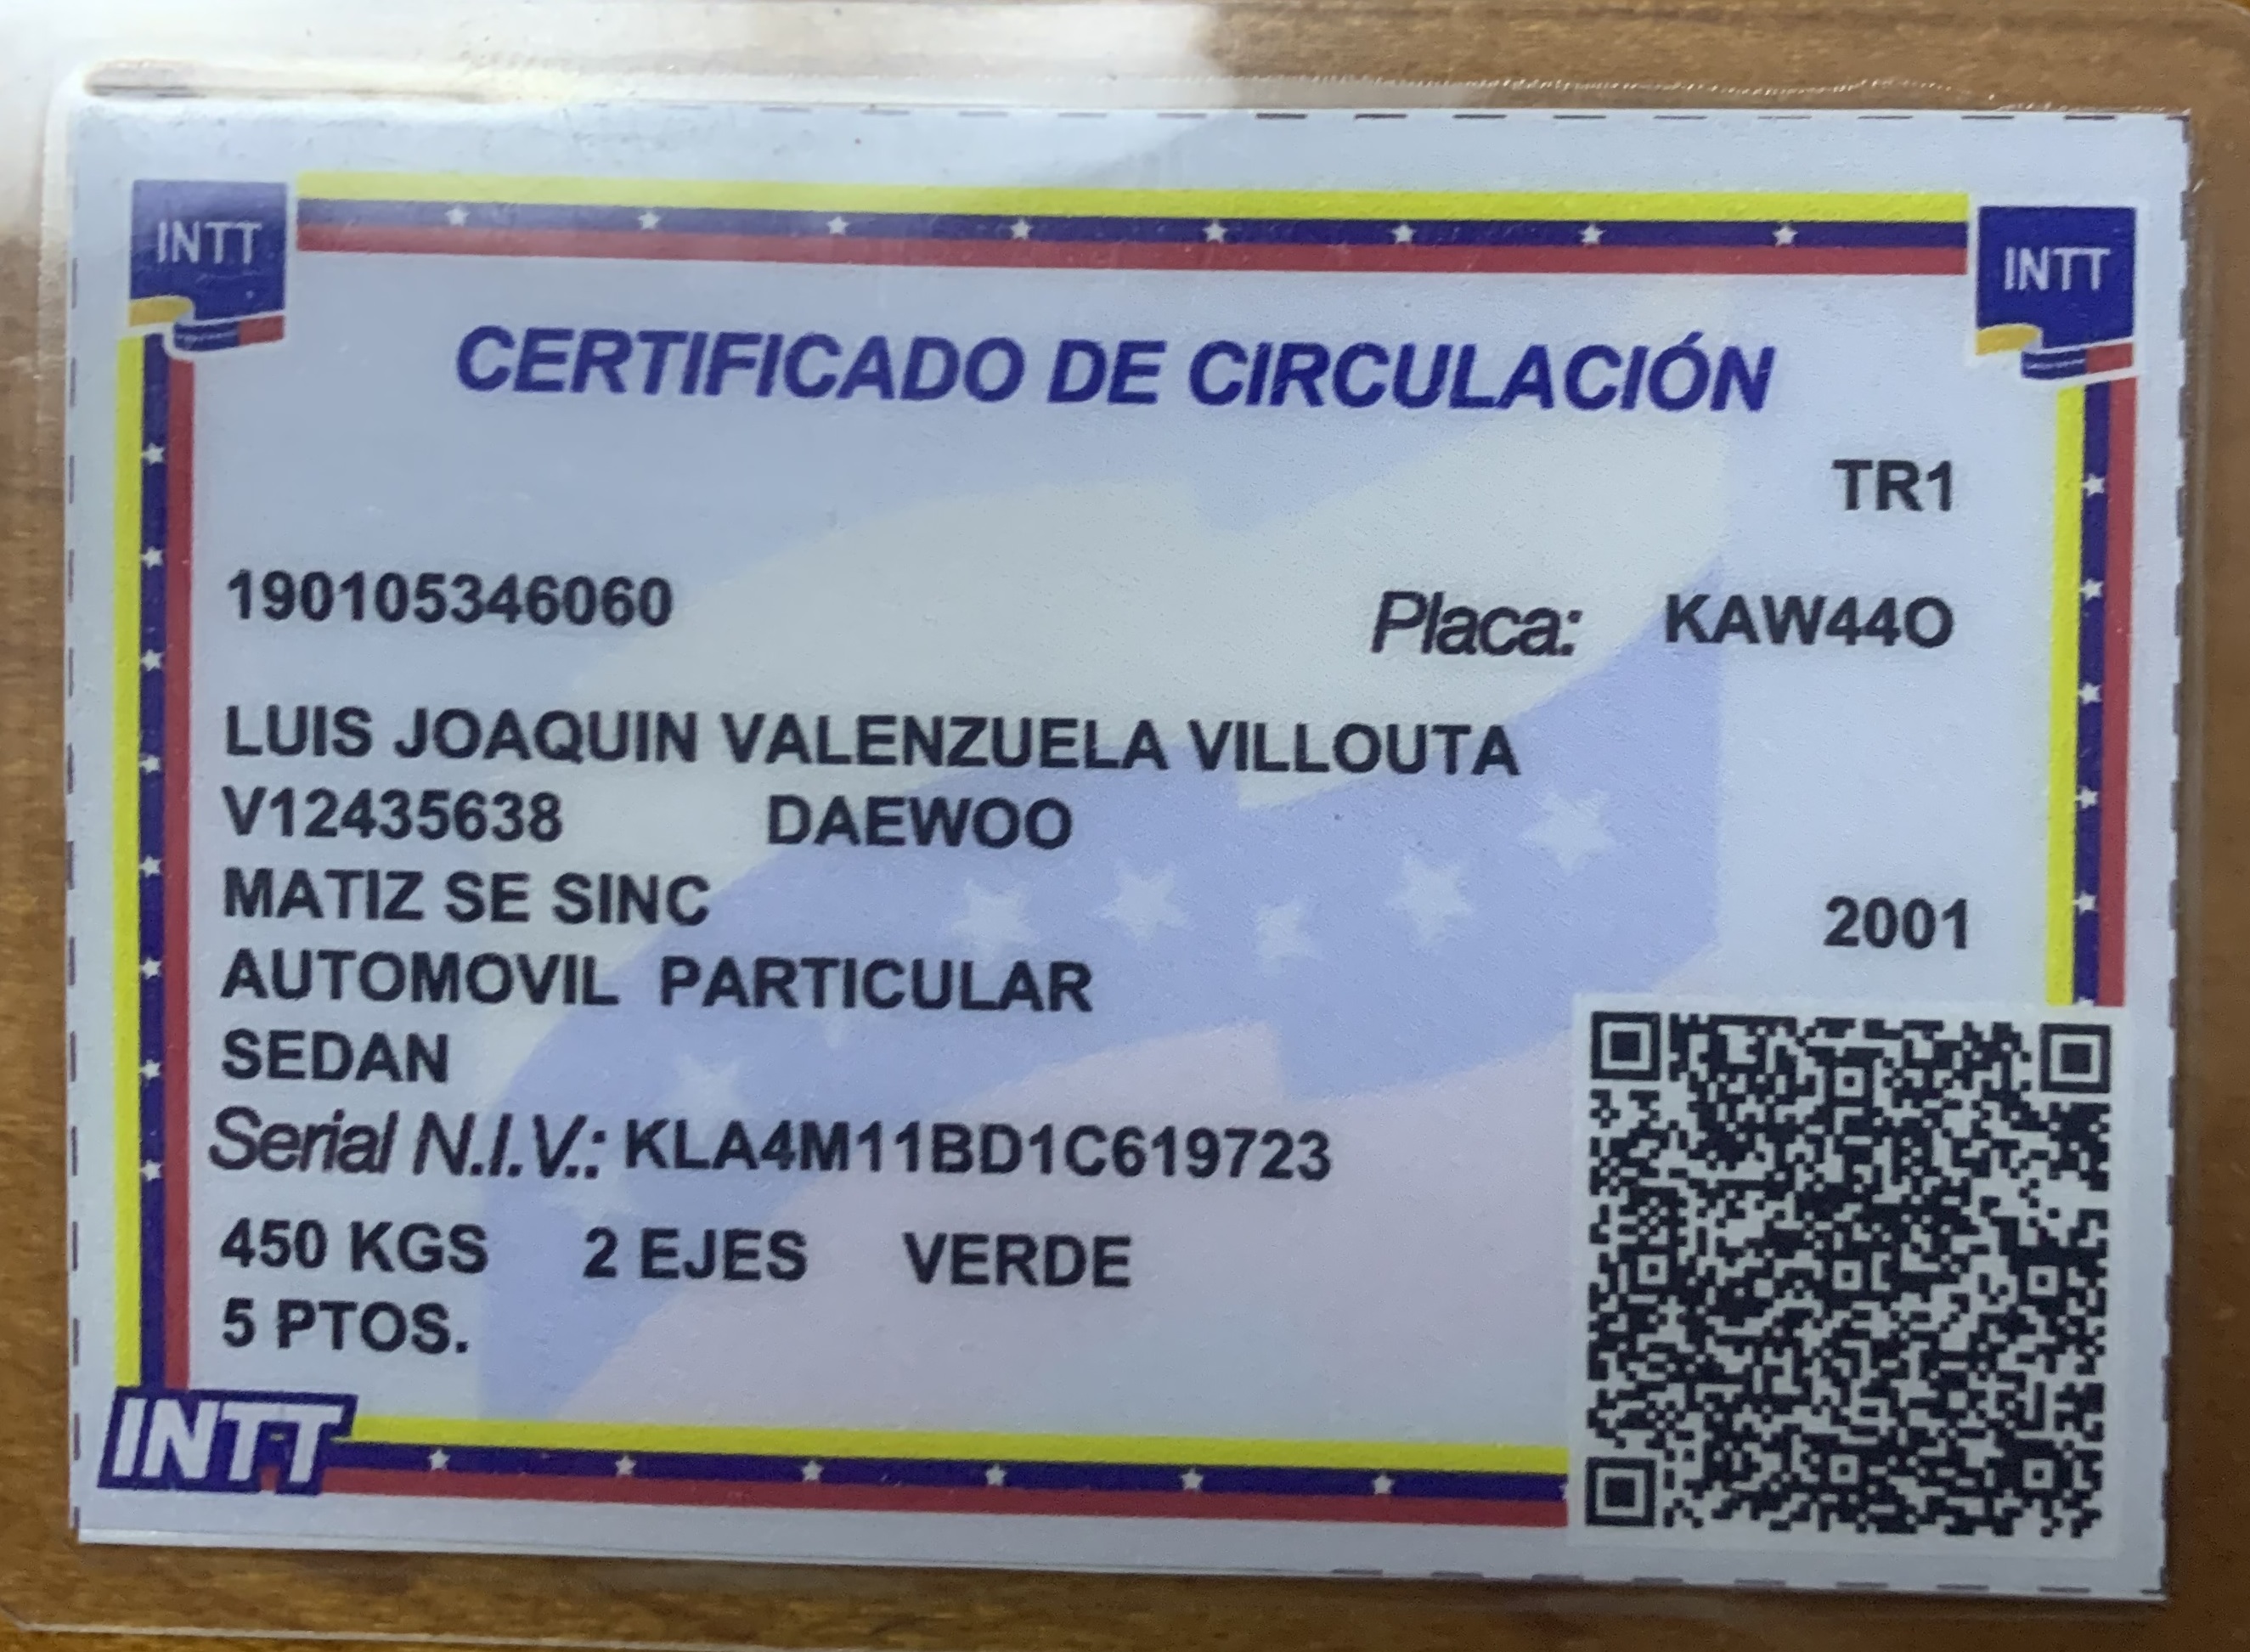 INTT
INTT
CERTIFICADO DE CIRCULACIÓN
TR1
190105346060 Placa: KAW44O
LUIS JOAQUIN VALENZUELA VILLOUTA
V12435638 DAEWOO
MATIZ SE SINC 2001
AUTOMOVIL PARTICULAR
SEDAN
Serial N.I.V.: KLA4M11BD1C619723
450 KGS 2 EJES VERDE
5 PTOS.
INTT